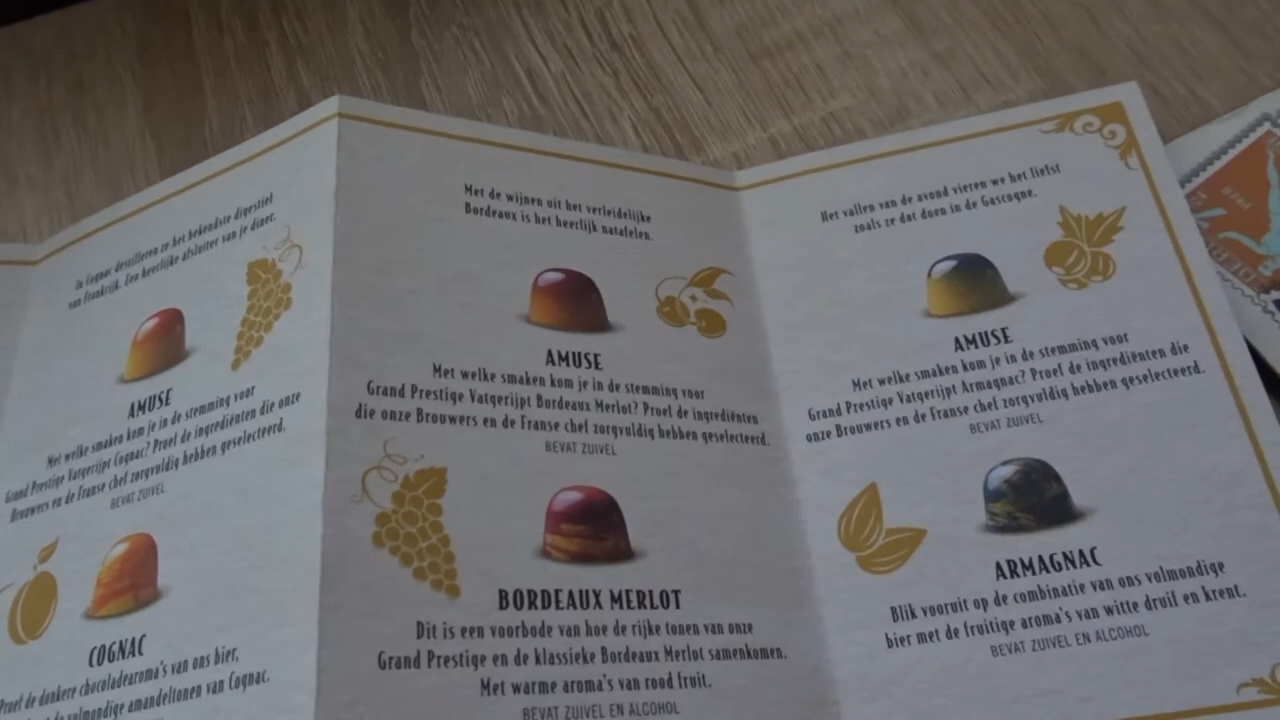 In Cognac destilleren ze het bekendste digestief
van Frankrijk. Een heerlijke afsluiter van je diner.
AMUSE
Met welke smaken kom je in de stemming voor
Grand Prestige Vatgerijpt Cognac? Proef de ingrediënten die onze
Brouwers en de Franse chef zorgvuldig hebben geselecteerd.
BEVAT ZUIVEL
COGNAC
Proef de donkere chocoladearoma's van ons bier,
de volmondige amandeltonen van Cognac.
Met de wijnen uit het verleidelijke
Bordeaux is het heerlijk natafelen.
AMUSE
Met welke smaken kom je in de stemming voor
Grand Prestige Vatgerijpt Bordeaux Merlot? Proef de ingrediënten
die onze Brouwers en de Franse chef zorgvuldig hebben geselecteerd.
BEVAT ZUIVEL
BORDEAUX MERLOT
Dit is een voorbode van hoe de rijke tonen van onze
Grand Prestige en de klassieke Bordeaux Merlot samenkomen.
Met warme aroma's van rood fruit.
BEVAT ZUIVEL EN ALCOHOL
Het vallen van de avond vieren we het liefst
zoals ze dat doen in de Gascogne.
AMUSE
Met welke smaken kom je in de stemming voor
Grand Prestige Vatgerijpt Armagnac? Proef de ingrediënten die
onze Brouwers en de Franse chef zorgvuldig hebben geselecteerd.
BEVAT ZUIVEL
ARMAGNAC
Blik vooruit op de combinatie van ons volmondige
bier met de fruitige aroma's van witte druif en krent.
BEVAT ZUIVEL EN ALCOHOL